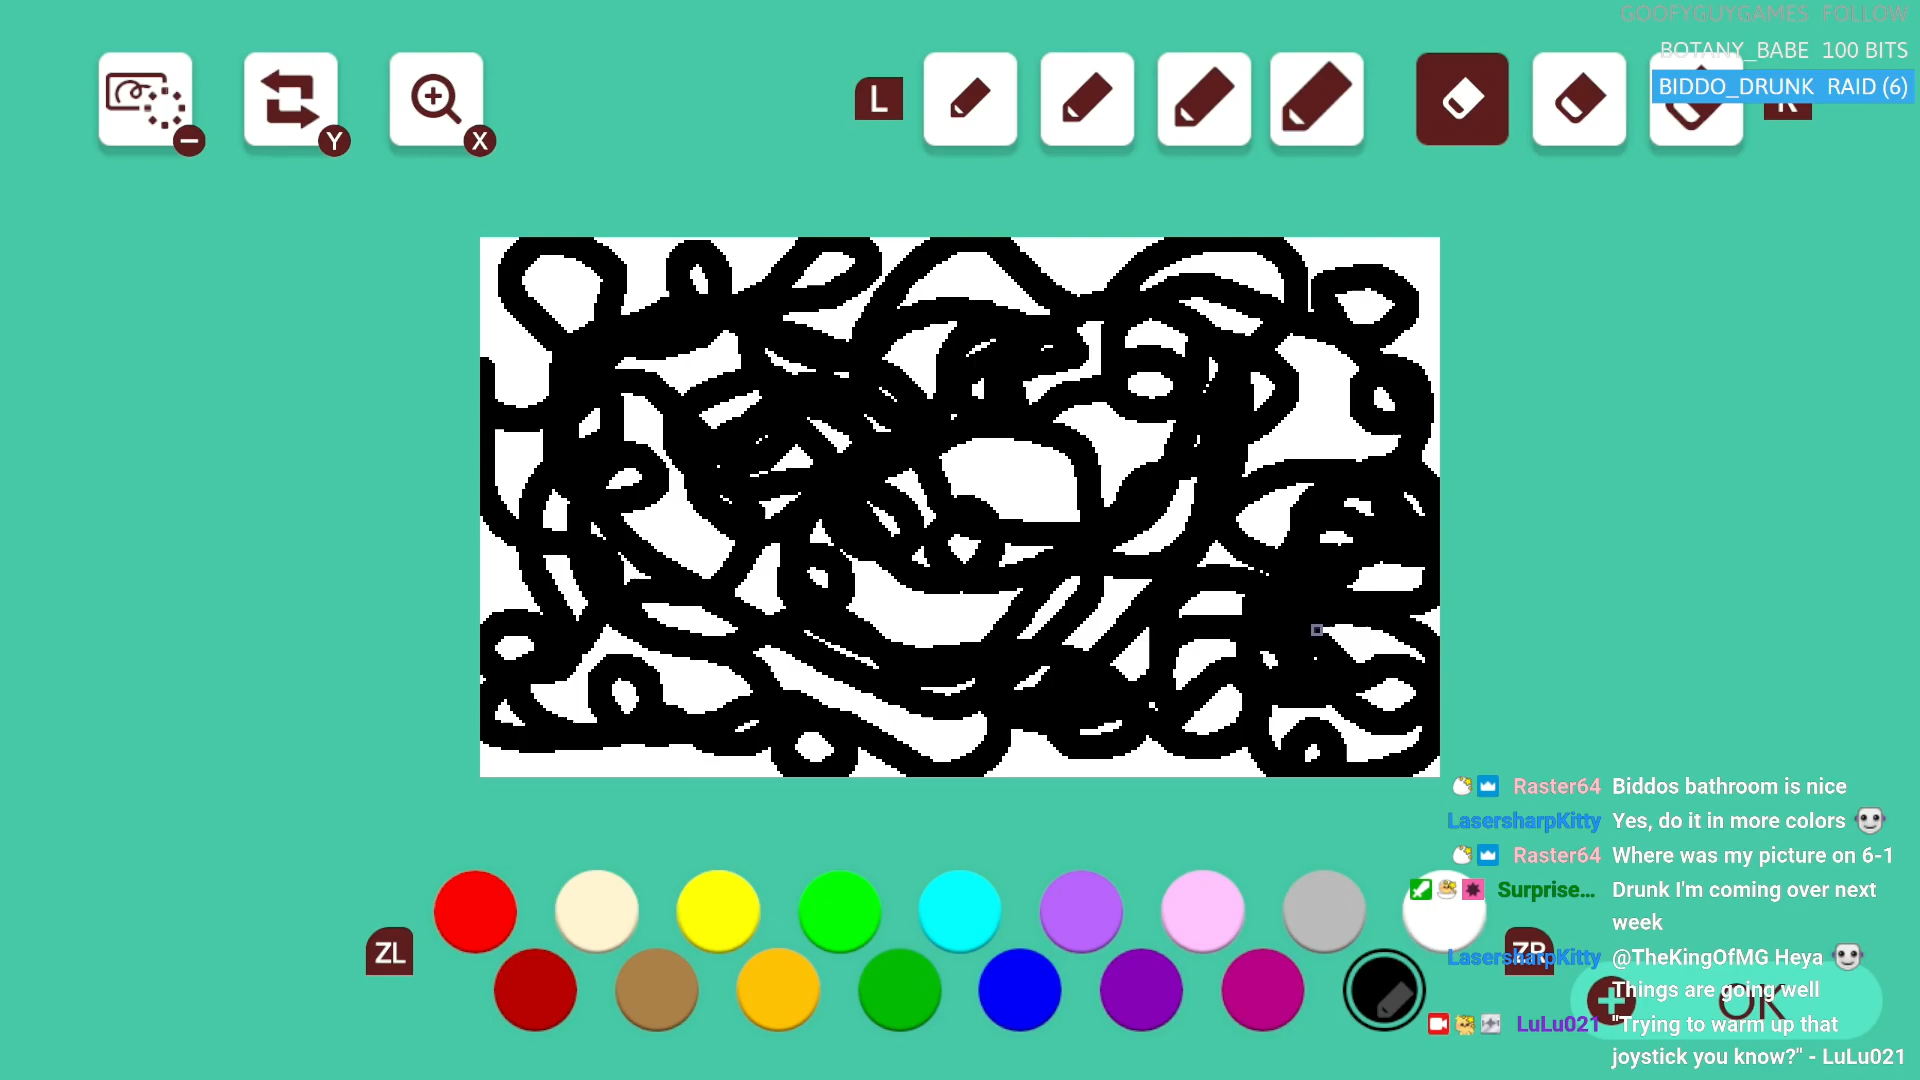 GOOFYGUYGAMES FOLLOW
BOTANY_BABE 100 BITS
BIDDO_DRUNK RAID (6)
L
R
Y
X
Raster64 Biddos bathroom is nice
LasersharpKitty Yes, do it in more colors
Raster64 Where was my picture on 6-1
Surprise... Drunk I'm coming over next
week
LasersharpKitty @TheKingOfMG Heya
Things are going well
LuLu021 "Trying to warm up that
joystick you know?" - LuLu021
ZL
ZR
OK